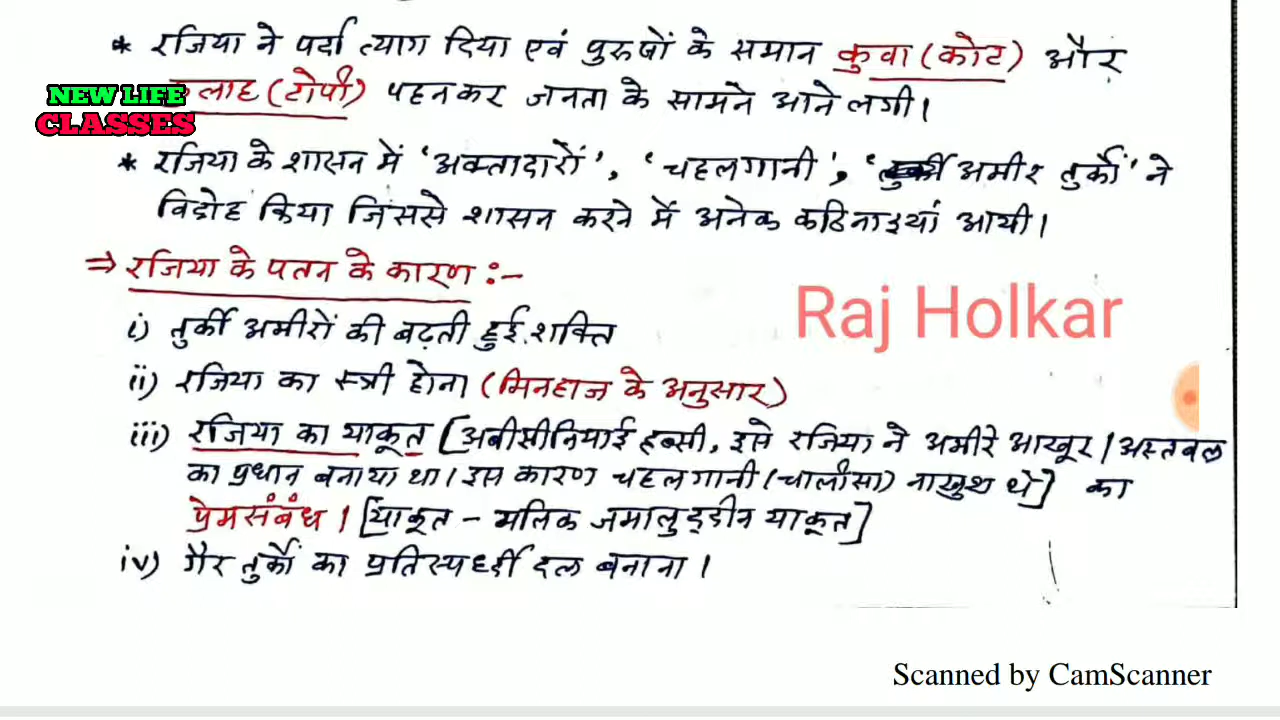 * रजिया ने पर्दा त्याग दिया एवं पुरुषों के समान कुवा (कोट) और
लाह (टोपी) पहनकर जनता के सामने आने लगी।
NEW LIFE
CLASSES
* रजिया के शासन में 'अक्तादारों', 'चहलगानी', 'अमीर तुर्कों' ने
विद्रोह किया जिससे शासन करने में अनेक कठिनाइयां आयी।
⇒ रजिया के पतन के कारण :-
Raj Holkar
i) तुर्की अमीरों की बढ़ती हुई शक्ति
ii) रजिया का स्त्री होना (मिनहाज के अनुसार)
iii) रजिया का याकूत [अबीसीनियाई हब्सी, इसे रजिया ने अमीरे आखूर / अस्तबल
का प्रधान बनाया था। इस कारण चहलगानी (चालीसा) नाखुश थे] का
प्रेमसंबंध। [याकूत - मलिक जमालुद्दीन याकूत]
iv) गैर तुर्कों का प्रतिस्पर्ध्दी दल बनाना।
Scanned by CamScanner